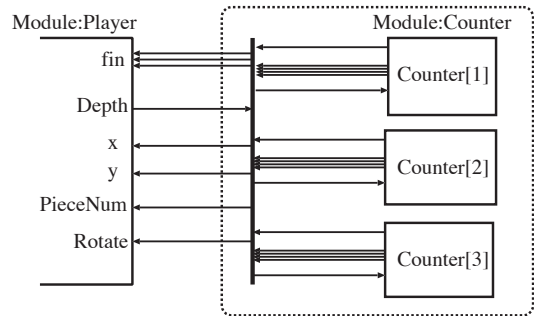 Module:Player
Module:Counter
fin
Counter[1]
Depth
x
Counter[2]
y
PieceNum
Rotate
Counter[3]